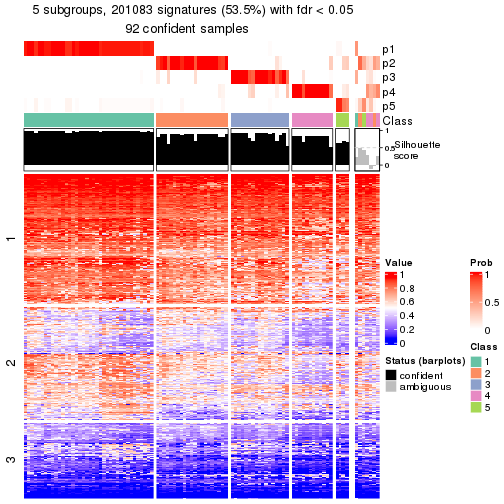 5 subgroups, 201083 signatures (53.5%) with fdr < 0.05
92 confident samples
p1
p2
p3
p4
p5
Class
1
0.5
0
Silhouette
score
1
2
3
Value
1
0.8
0.6
0.4
0.2
0
Status (barplots)
confident
ambiguous
Prob
1
0.5
0
Class
1
2
3
4
5